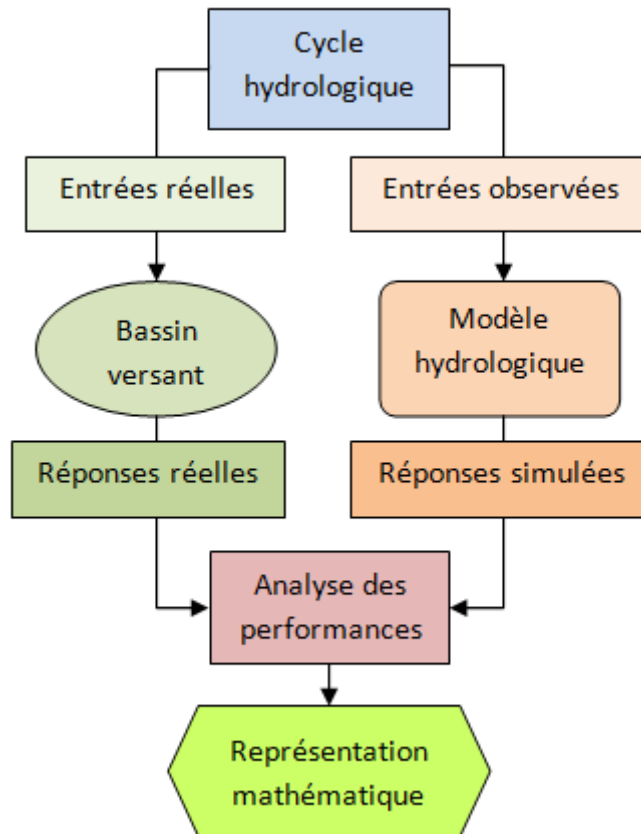 Cycle
hydrologique
Entrées réelles
Entrées observées
Bassin
versant
Modèle
hydrologique
Réponses réelles
Réponses simulées
Analyse des
performances
Représentation
mathématique